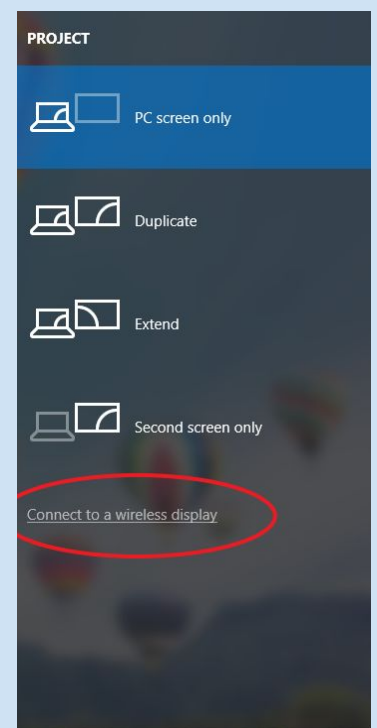 PROJECT
PC screen only
Duplicate
Extend
Second screen only
Connect to a wireless display